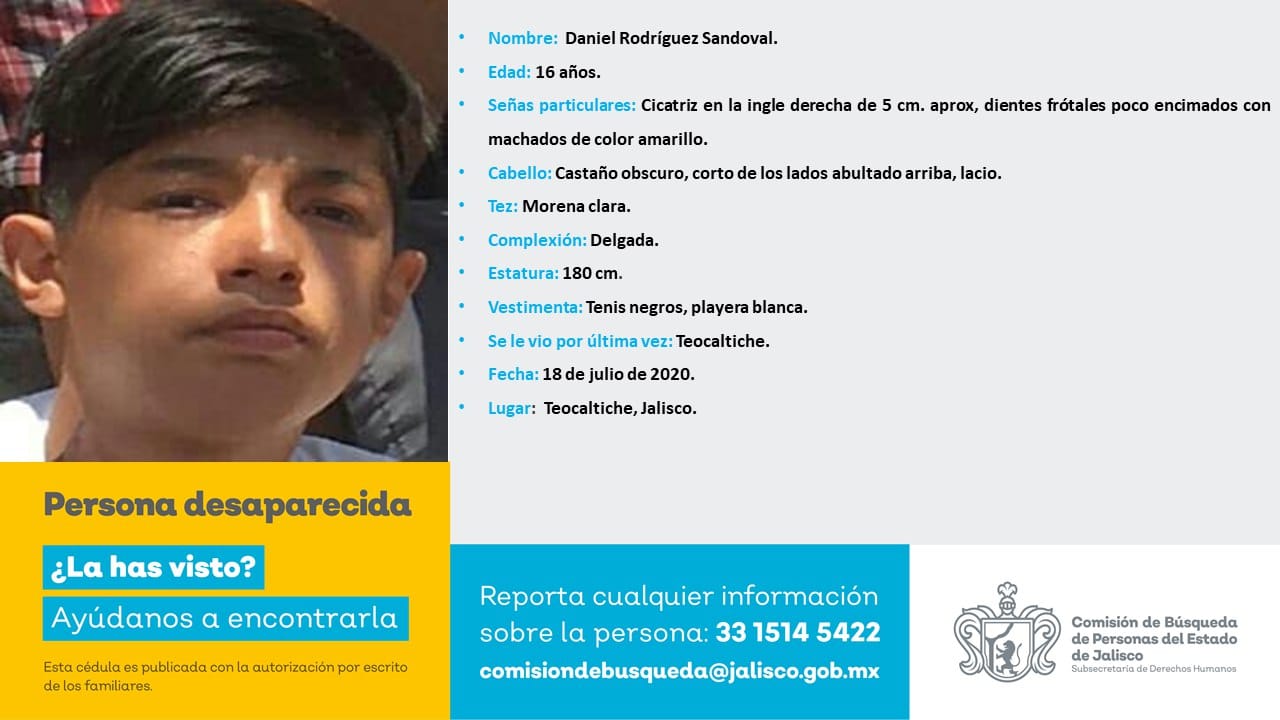 • Nombre: Daniel Rodríguez Sandoval.
• Edad: 16 años.
• Señas particulares: Cicatriz en la ingle derecha de 5 cm. aprox, dientes frótales poco encimados con
machados de color amarillo.
• Cabello: Castaño obscuro, corto de los lados abultado arriba, lacio.
• Tez: Morena clara.
• Complexión: Delgada.
• Estatura: 180 cm.
• Vestimenta: Tenis negros, playera blanca.
• Se le vio por última vez: Teocaltiche.
• Fecha: 18 de julio de 2020.
• Lugar: Teocaltiche, Jalisco.
Persona desaparecida
¿La has visto?
Ayúdanos a encontrarla
Esta cédula es publicada con la autorización por escrito
de los familiares.
Reporta cualquier información
sobre la persona: 33 1514 5422
comisiondebusqueda@jalisco.gob.mx
Comisión de Búsqueda
de Personas del Estado
de Jalisco
Subsecretaría de Derechos Humanos